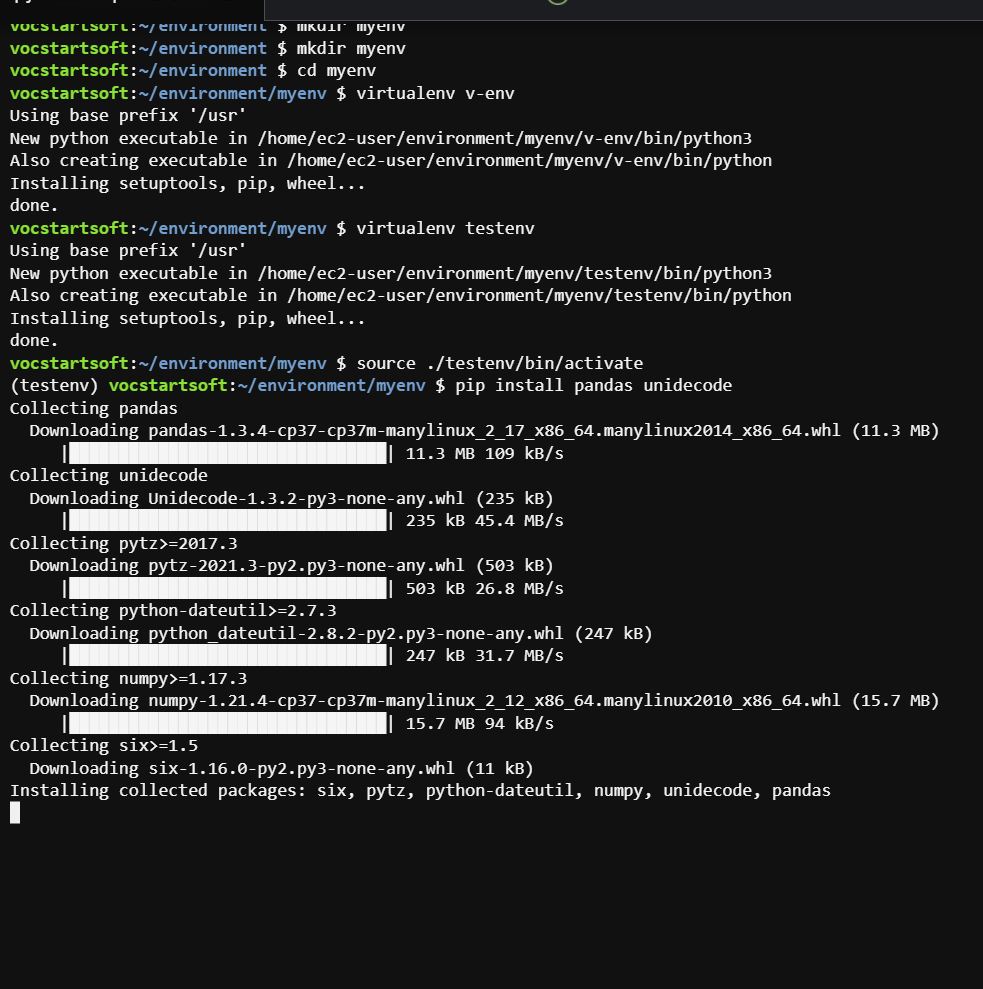 vocstartsoft:~/environment $ mkdir myenv
vocstartsoft:~/environment $ mkdir myenv
vocstartsoft:~/environment $ cd myenv
vocstartsoft:~/environment/myenv $ virtualenv v-env
Using base prefix '/usr'
New python executable in /home/ec2-user/environment/myenv/v-env/bin/python3
Also creating executable in /home/ec2-user/environment/myenv/v-env/bin/python
Installing setuptools, pip, wheel...
done.
vocstartsoft:~/environment/myenv $ virtualenv testenv
Using base prefix '/usr'
New python executable in /home/ec2-user/environment/myenv/testenv/bin/python3
Also creating executable in /home/ec2-user/environment/myenv/testenv/bin/python
Installing setuptools, pip, wheel...
done.
vocstartsoft:~/environment/myenv $ source ./testenv/bin/activate
(testenv) vocstartsoft:~/environment/myenv $ pip install pandas unidecode
Collecting pandas
  Downloading pandas-1.3.4-cp37-cp37m-manylinux_2_17_x86_64.manylinux2014_x86_64.whl (11.3 MB)
     |████████████████████████████████| 11.3 MB 109 kB/s
Collecting unidecode
  Downloading Unidecode-1.3.2-py3-none-any.whl (235 kB)
     |████████████████████████████████| 235 kB 45.4 MB/s
Collecting pytz>=2017.3
  Downloading pytz-2021.3-py2.py3-none-any.whl (503 kB)
     |████████████████████████████████| 503 kB 26.8 MB/s
Collecting python-dateutil>=2.7.3
  Downloading python_dateutil-2.8.2-py2.py3-none-any.whl (247 kB)
     |████████████████████████████████| 247 kB 31.7 MB/s
Collecting numpy>=1.17.3
  Downloading numpy-1.21.4-cp37-cp37m-manylinux_2_12_x86_64.manylinux2010_x86_64.whl (15.7 MB)
     |████████████████████████████████| 15.7 MB 94 kB/s
Collecting six>=1.5
  Downloading six-1.16.0-py2.py3-none-any.whl (11 kB)
Installing collected packages: six, pytz, python-dateutil, numpy, unidecode, pandas